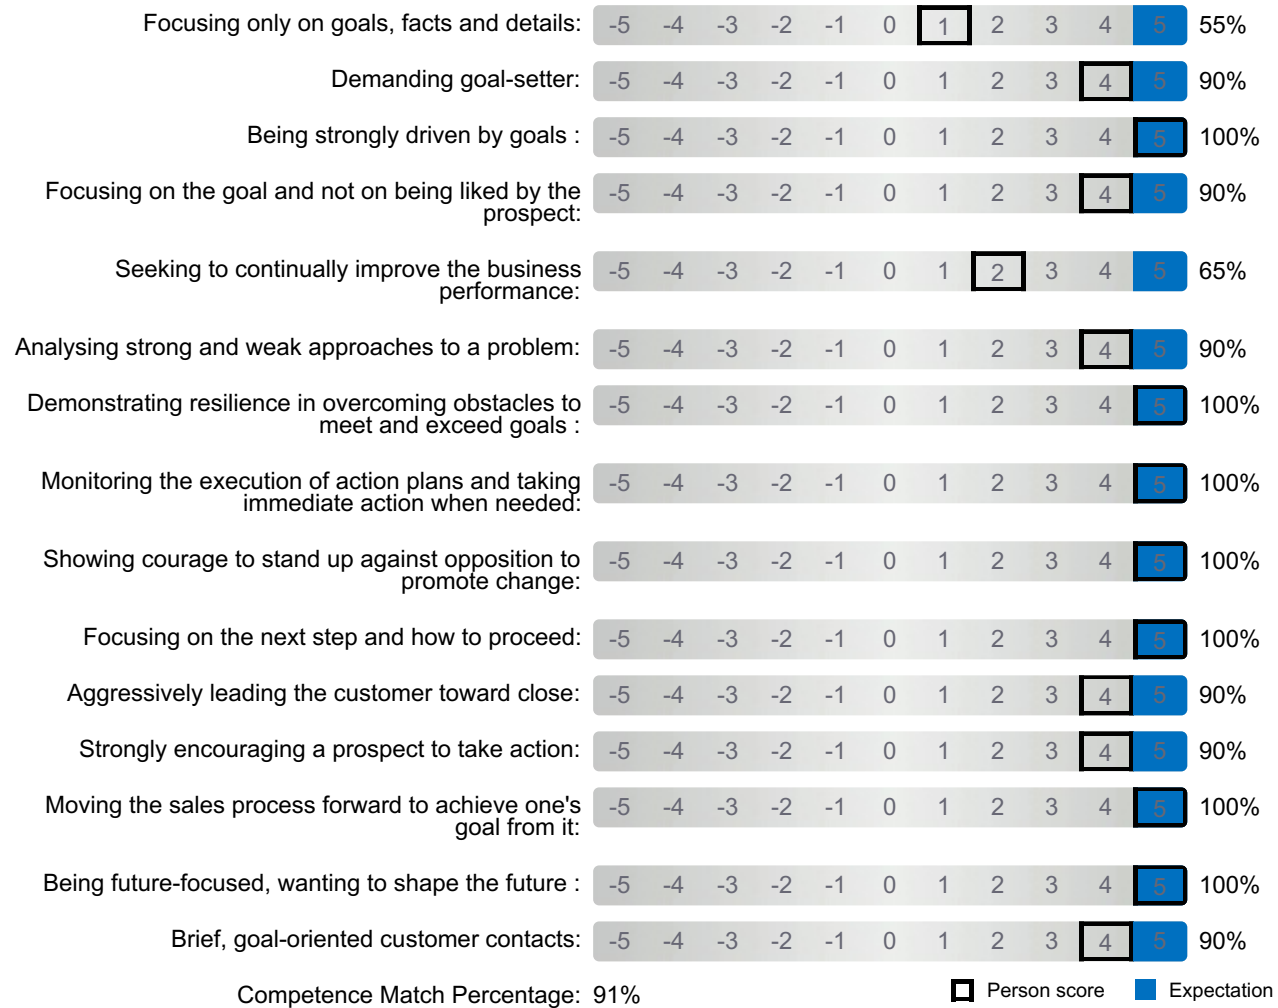 Focusing only on goals, facts and details: -5 -4 -3 -2 -1 0 1 2 3 4 5 55%
Demanding goal-setter: -5 -4 -3 -2 -1 0 1 2 3 4 5 90%
Being strongly driven by goals : -5 -4 -3 -2 -1 0 1 2 3 4 5 100%
Focusing on the goal and not on being liked by the
prospect: -5 -4 -3 -2 -1 0 1 2 3 4 5 90%
Seeking to continually improve the business
performance: -5 -4 -3 -2 -1 0 1 2 3 4 5 65%
Analysing strong and weak approaches to a problem: -5 -4 -3 -2 -1 0 1 2 3 4 5 90%
Demonstrating resilience in overcoming obstacles to
meet and exceed goals : -5 -4 -3 -2 -1 0 1 2 3 4 5 100%
Monitoring the execution of action plans and taking
immediate action when needed: -5 -4 -3 -2 -1 0 1 2 3 4 5 100%
Showing courage to stand up against opposition to
promote change: -5 -4 -3 -2 -1 0 1 2 3 4 5 100%
Focusing on the next step and how to proceed: -5 -4 -3 -2 -1 0 1 2 3 4 5 100%
Aggressively leading the customer toward close: -5 -4 -3 -2 -1 0 1 2 3 4 5 90%
Strongly encouraging a prospect to take action: -5 -4 -3 -2 -1 0 1 2 3 4 5 90%
Moving the sales process forward to achieve one's
goal from it: -5 -4 -3 -2 -1 0 1 2 3 4 5 100%
Being future-focused, wanting to shape the future : -5 -4 -3 -2 -1 0 1 2 3 4 5 100%
Brief, goal-oriented customer contacts: -5 -4 -3 -2 -1 0 1 2 3 4 5 90%
Competence Match Percentage: 91% Person score Expectation